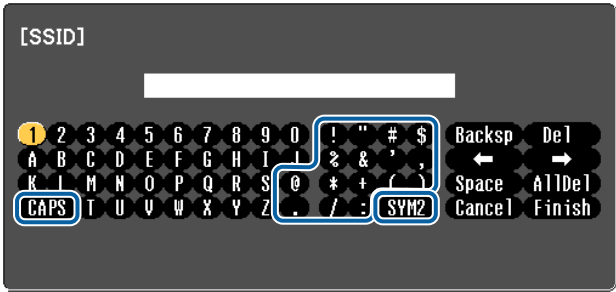 [SSID]
1 2 3 4 5 6 7 8 9 0 ! " # $ Backsp Del
A B C D E F G H I J % & ' , ← →
K L M N O P Q R S @ * + ( ) Space AllDel
CAPS T U V W X Y Z . / : SYM2 Cancel Finish